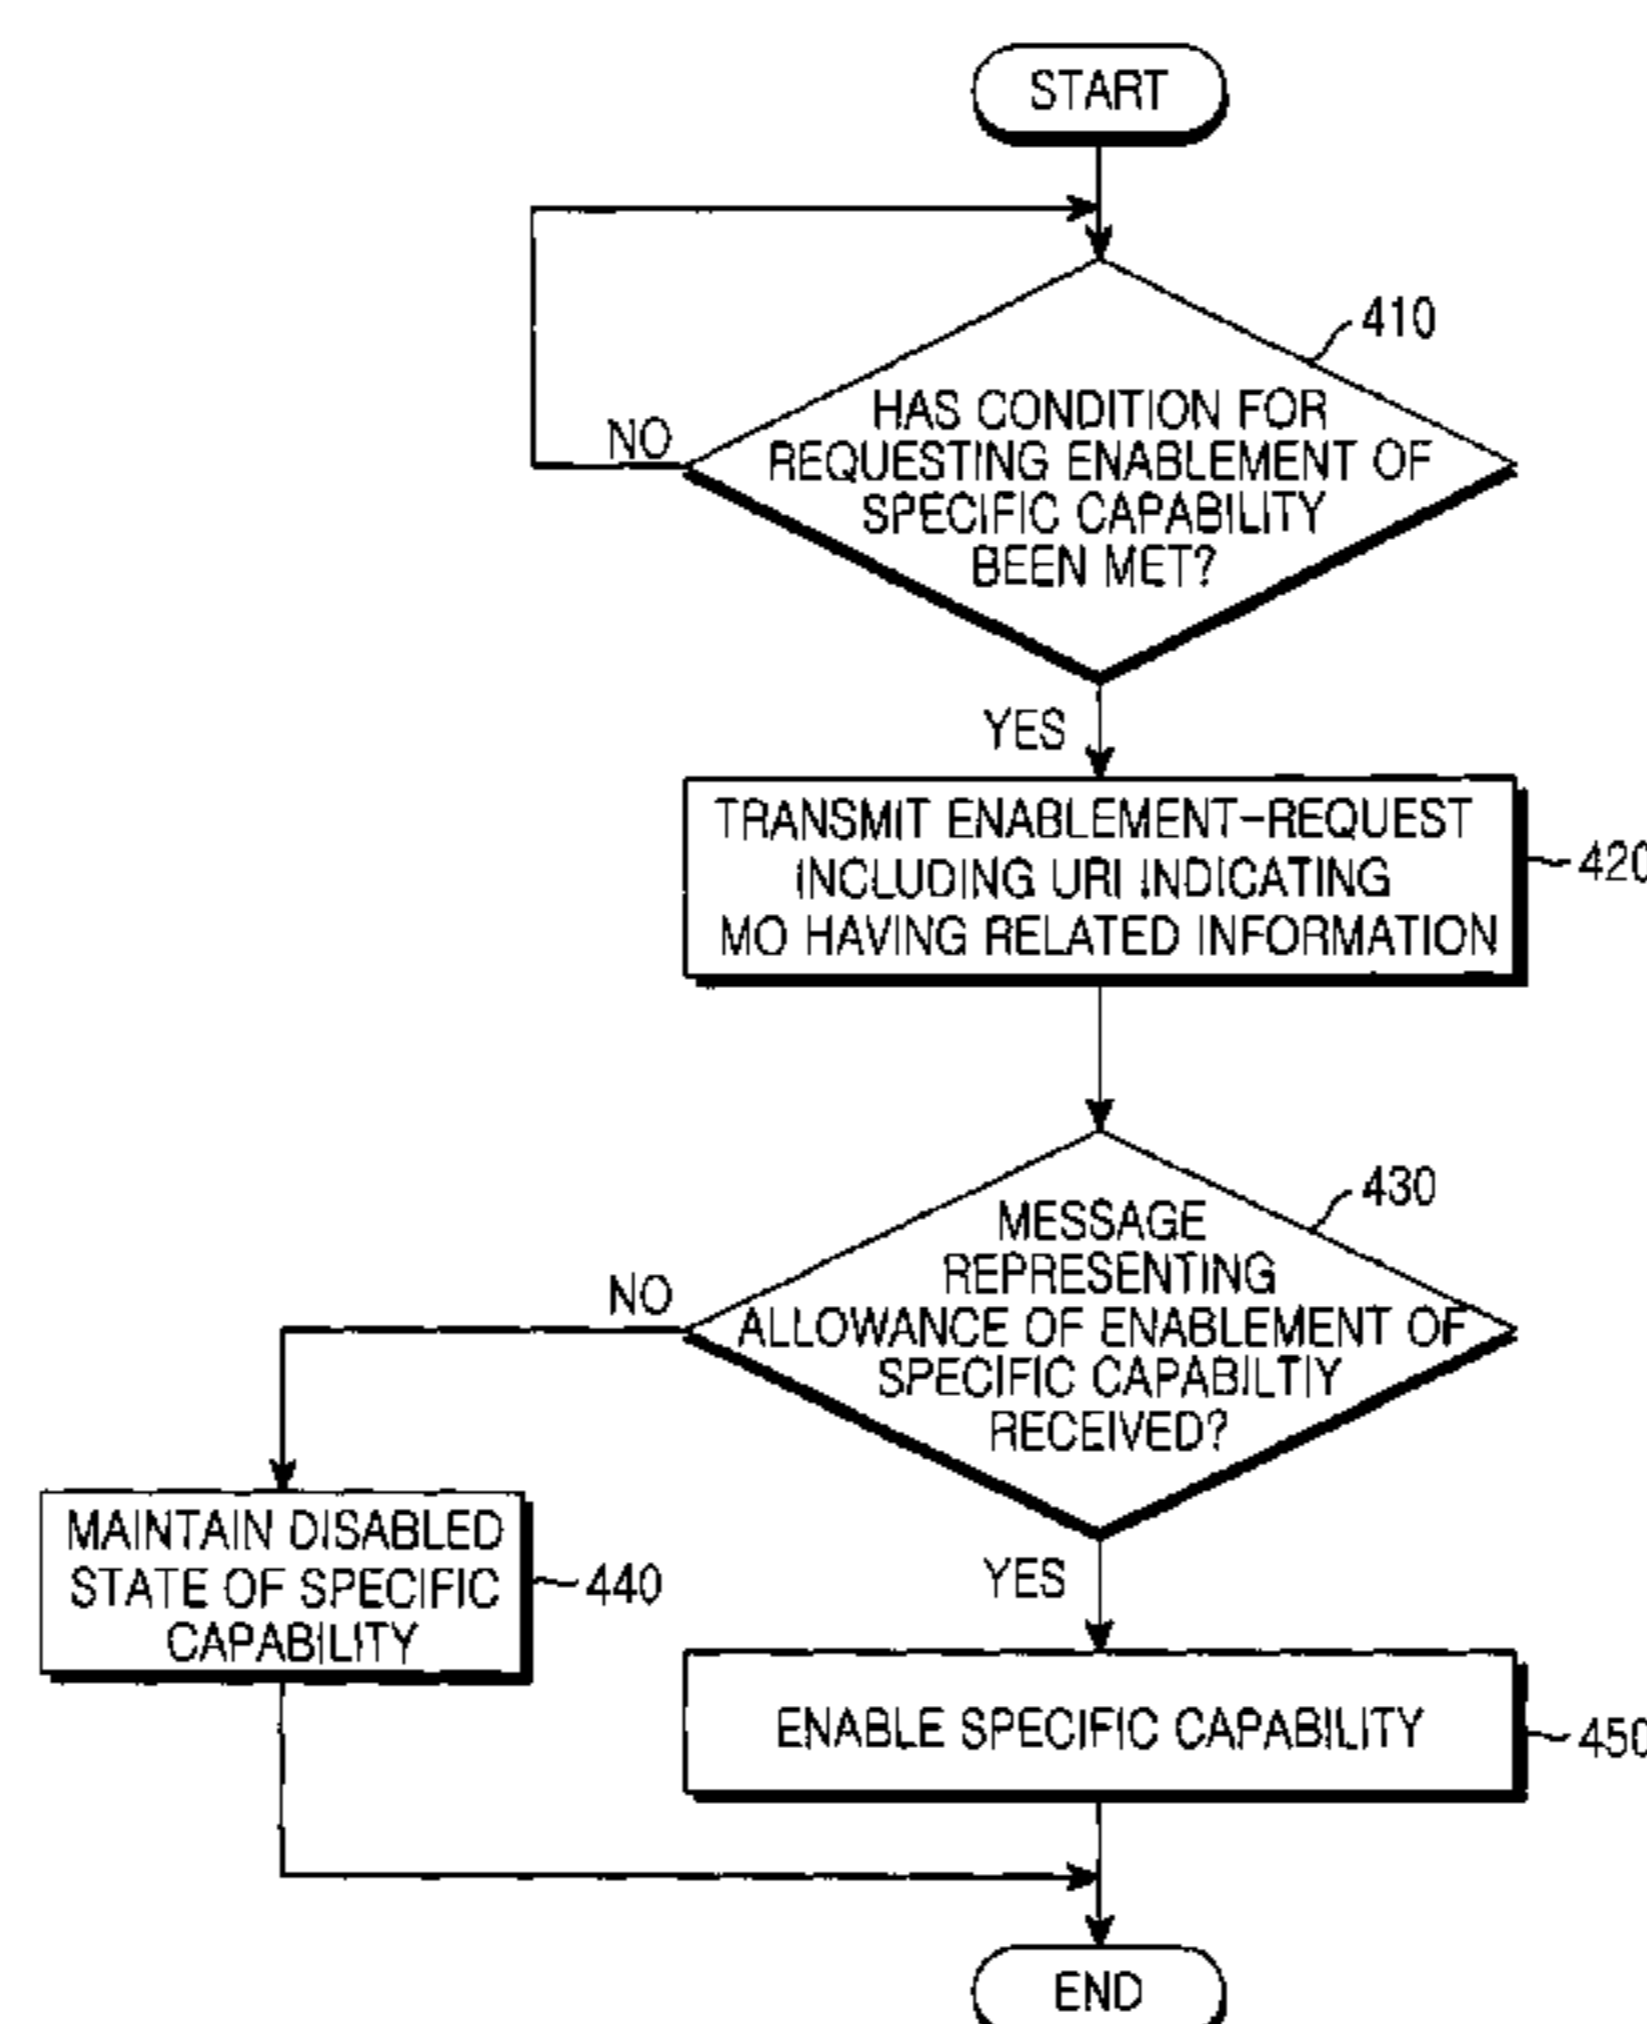 START
410
HAS CONDITION FOR
REQUESTING ENABLEMENT OF
SPECIFIC CAPABILITY
BEEN MET?
NO
YES
TRANSMIT ENABLEMENT-REQUEST
INCLUDING URI INDICATING
MO HAVING RELATED INFORMATION
420
430
MESSAGE
REPRESENTING
ALLOWANCE OF ENABLEMENT OF
SPECIFIC CAPABILTIY
RECEIVED?
NO
YES
MAINTAIN DISABLED
STATE OF SPECIFIC
CAPABILITY
440
ENABLE SPECIFIC CAPABILITY
450
END